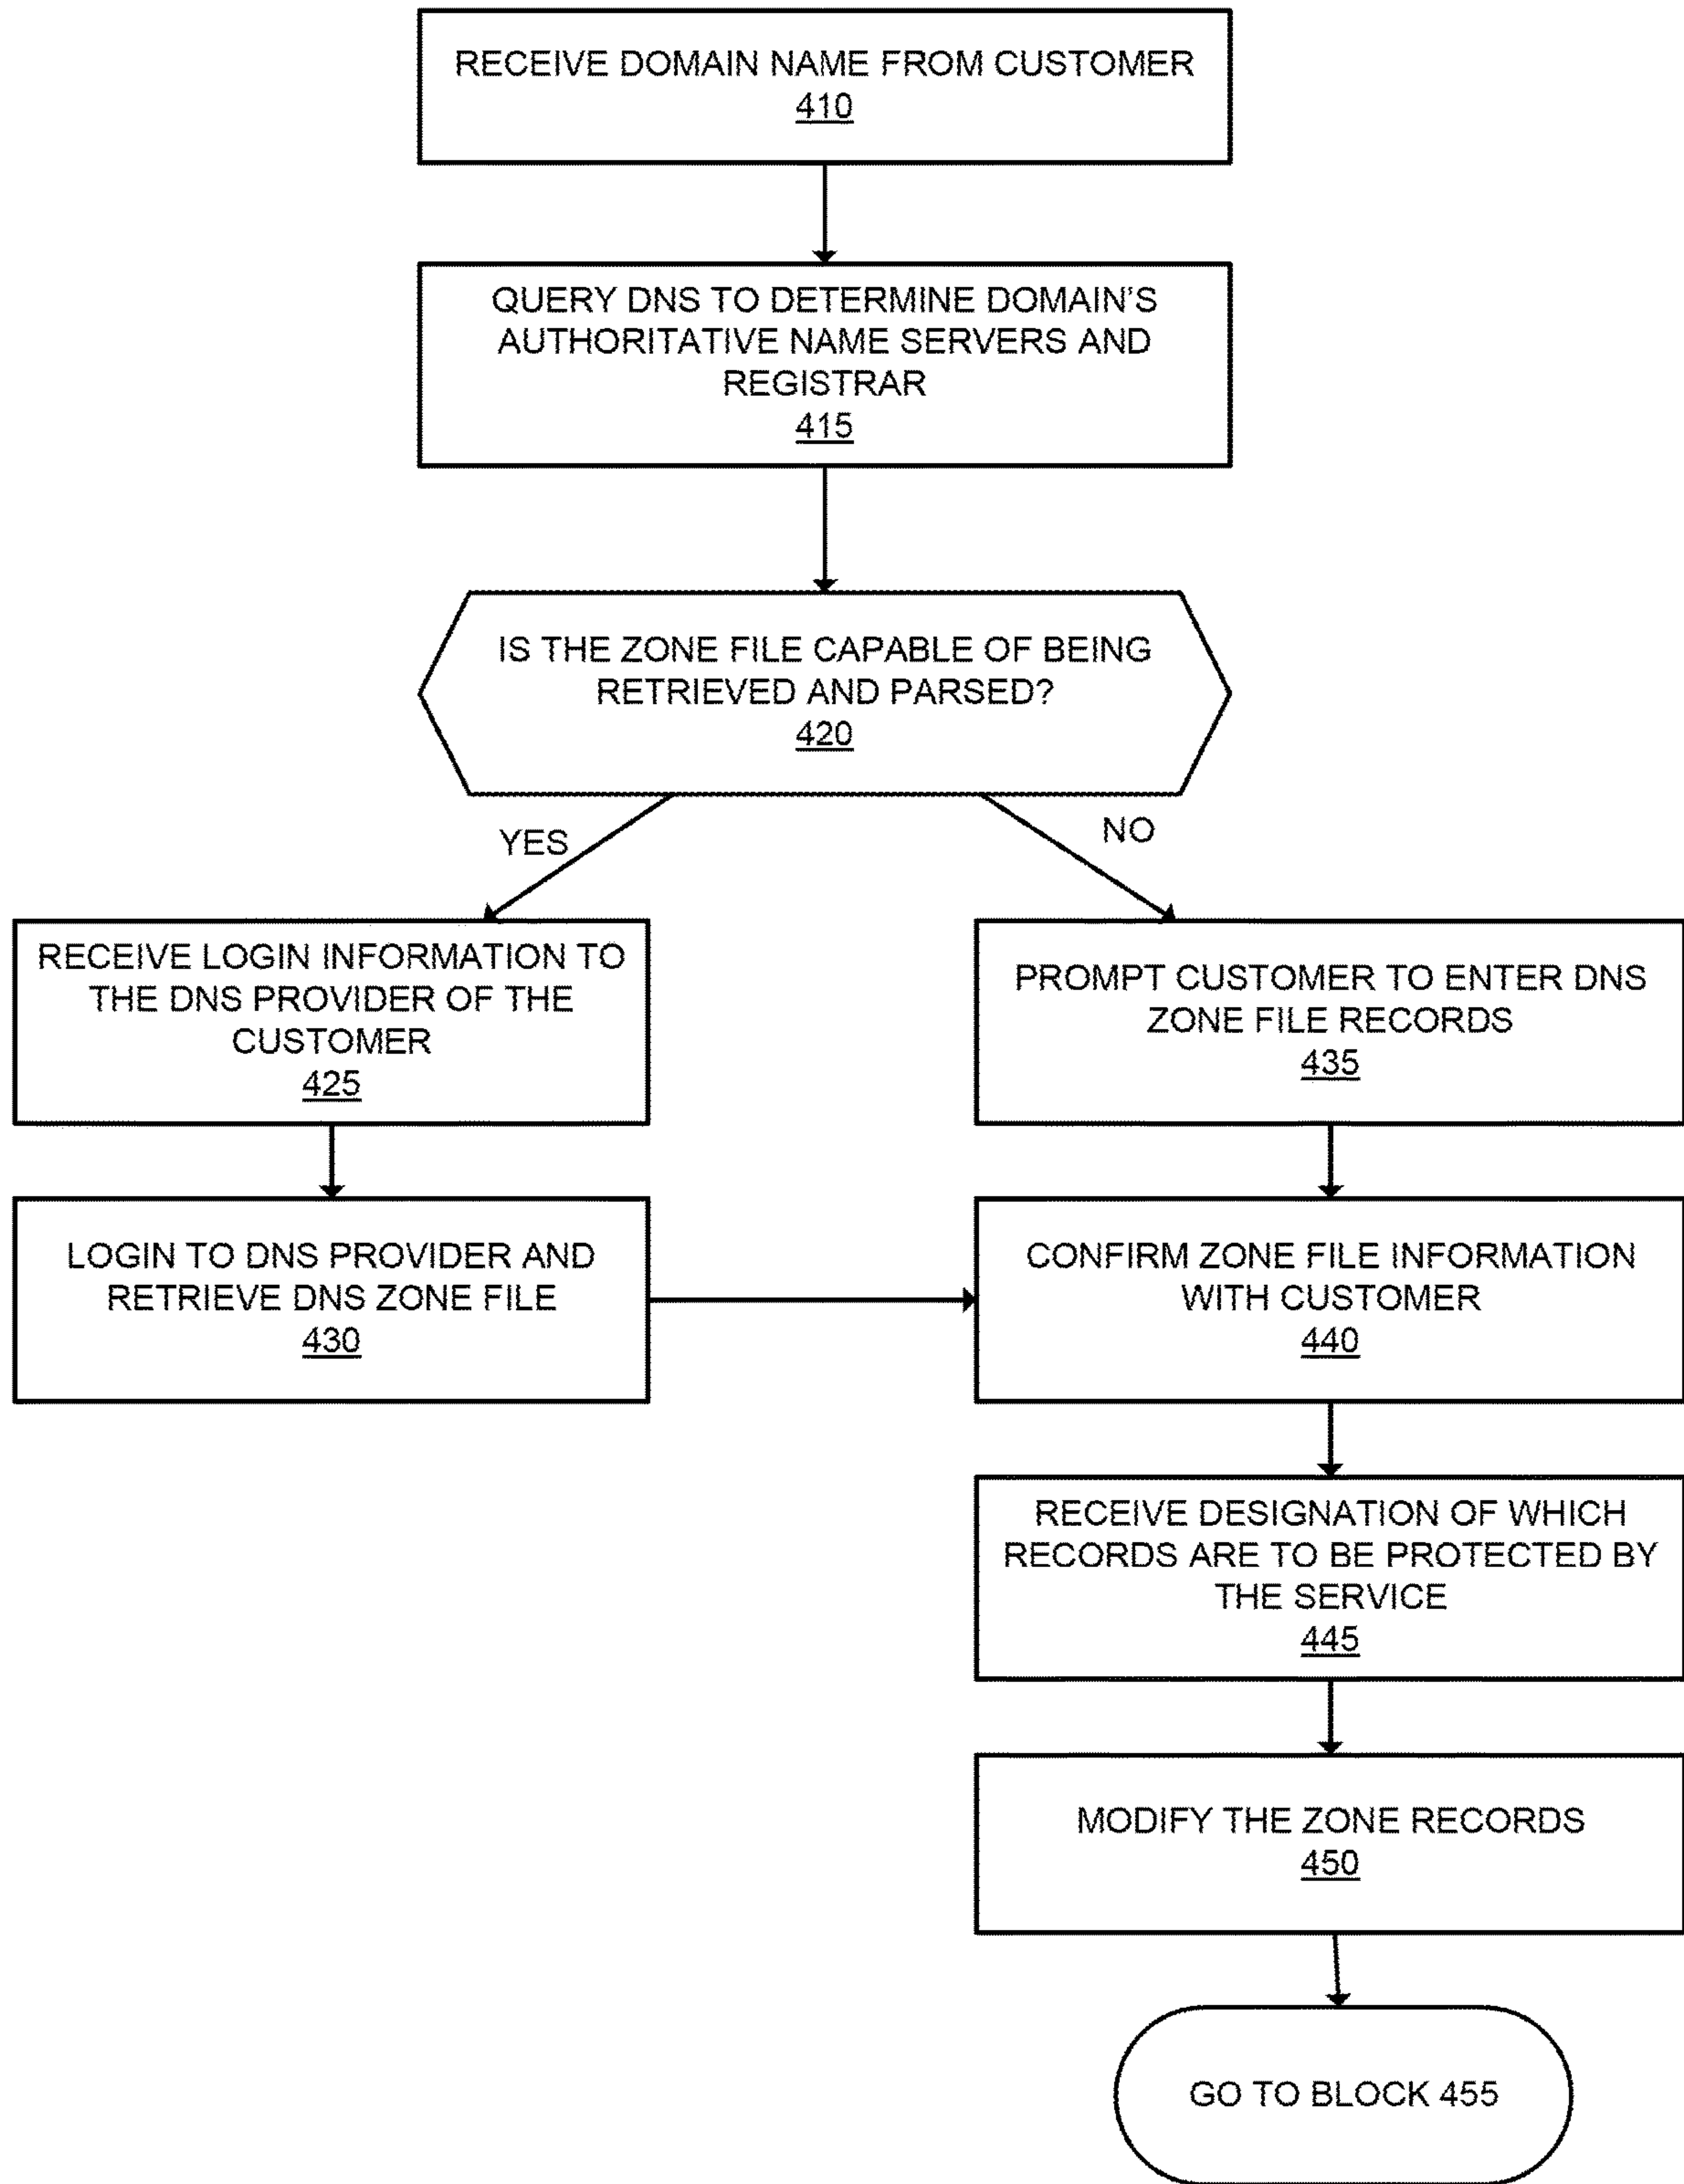 RECEIVE DOMAIN NAME FROM CUSTOMER
410
QUERY DNS TO DETERMINE DOMAIN'S
AUTHORITATIVE NAME SERVERS AND
REGISTRAR
415
IS THE ZONE FILE CAPABLE OF BEING
RETRIEVED AND PARSED?
420
YES
NO
RECEIVE LOGIN INFORMATION TO
THE DNS PROVIDER OF THE
CUSTOMER
425
PROMPT CUSTOMER TO ENTER DNS
ZONE FILE RECORDS
435
LOGIN TO DNS PROVIDER AND
RETRIEVE DNS ZONE FILE
430
CONFIRM ZONE FILE INFORMATION
WITH CUSTOMER
440
RECEIVE DESIGNATION OF WHICH
RECORDS ARE TO BE PROTECTED BY
THE SERVICE
445
MODIFY THE ZONE RECORDS
450
GO TO BLOCK 455